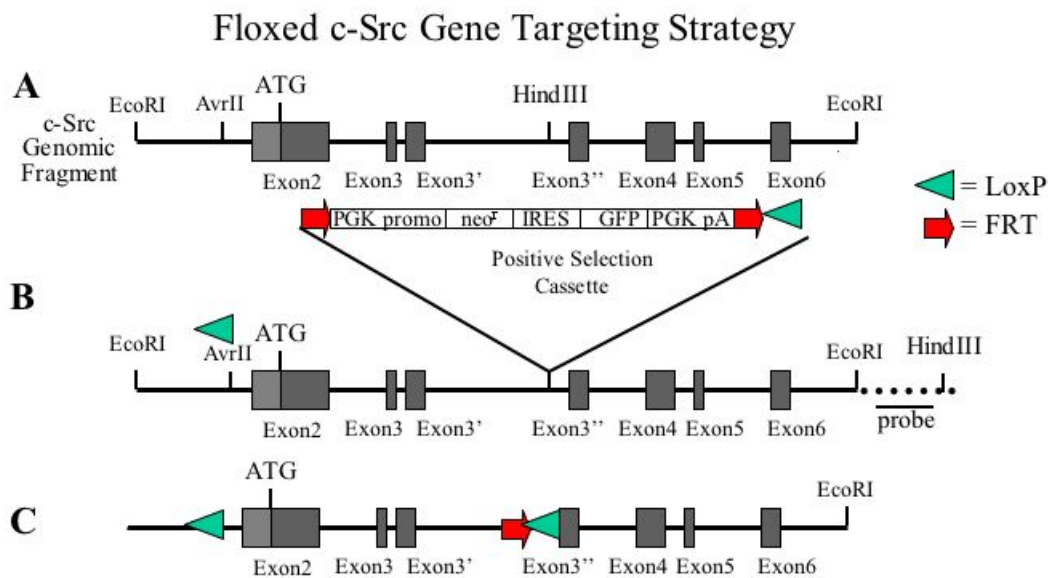 Floxed c-Src Gene Targeting Strategy
A
ATG
EcoRI AvrII HindIII EcoRI
c-Src
Genomic
Fragment
Exon2 Exon3 Exon3' Exon3'' Exon4 Exon5 Exon6
= LoxP
= FRT
PGK promo neoʳ IRES GFP PGK pA
Positive Selection
Cassette
B
ATG
EcoRI AvrII EcoRI HindIII
probe
Exon2 Exon3 Exon3' Exon3'' Exon4 Exon5 Exon6
ATG
EcoRI
C
Exon2 Exon3 Exon3' Exon3'' Exon4 Exon5 Exon6